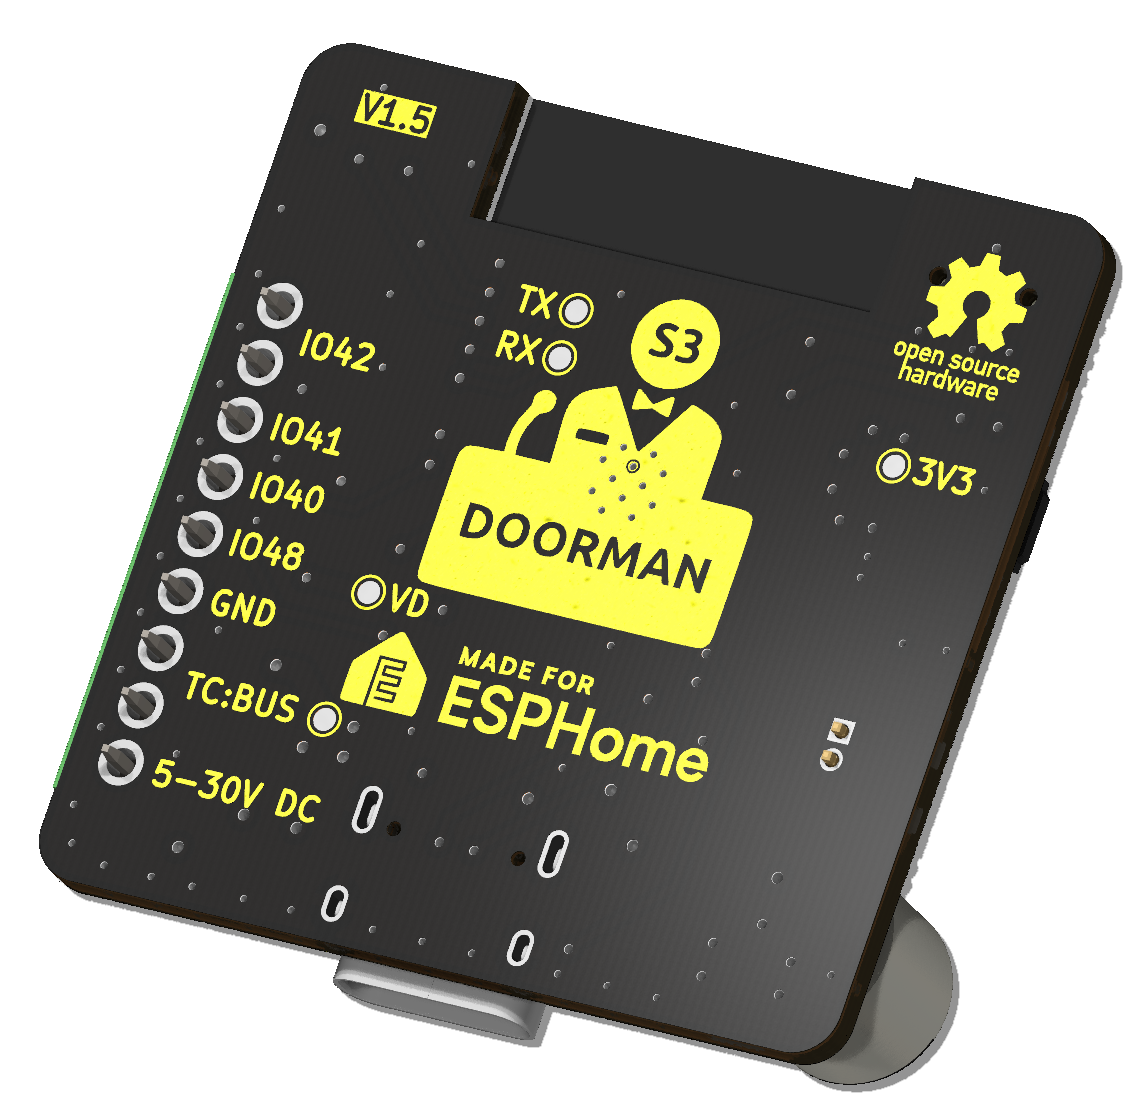 V1.5
TX
RX
S3
open source
hardware
IO42
IO41
IO40
IO48
GND
TC:BUS
5-30V DC
3V3
DOORMAN
VD
MADE FOR
ESPHome